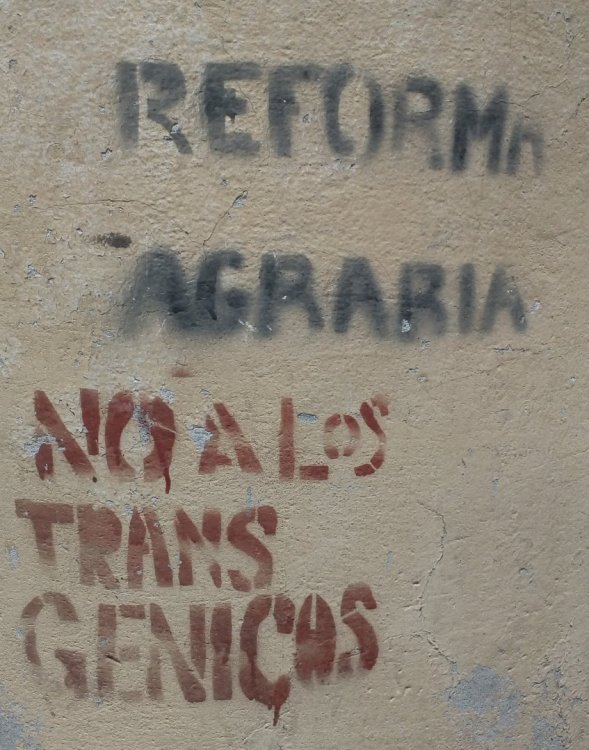 REFORMA
AGRARIA
NO A LOS
TRANS
GENICOS